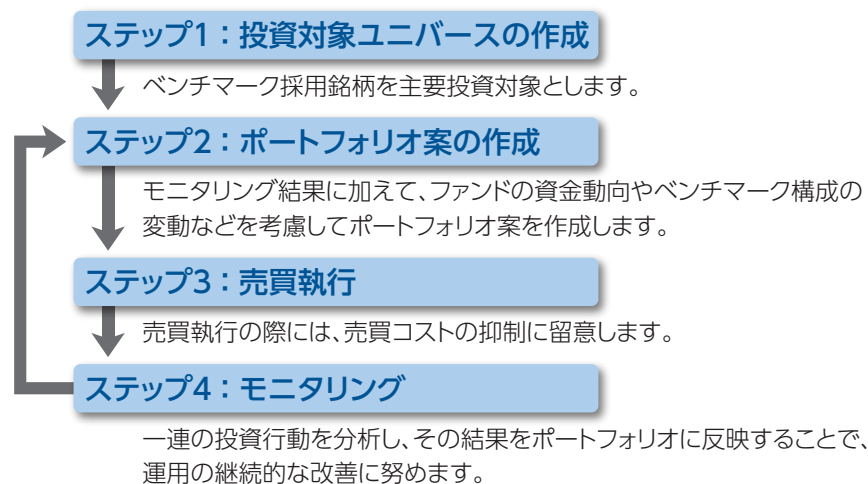 ステップ1：投資対象ユニバースの作成
ベンチマーク採用銘柄を主要投資対象とします。
ステップ2：ポートフォリオ案の作成
モニタリング結果に加えて、ファンドの資金動向やベンチマーク構成の
変動などを考慮してポートフォリオ案を作成します。
ステップ3：売買執行
売買執行の際には、売買コストの抑制に留意します。
ステップ4：モニタリング
一連の投資行動を分析し、その結果をポートフォリオに反映することで、
運用の継続的な改善に努めます。